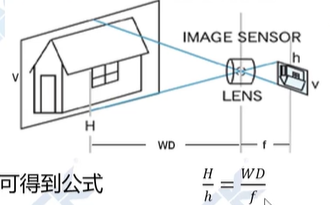 IMAGE SENSOR
V
h
v
LENS
H
WD
f
可得到公式
H/h = WD/f